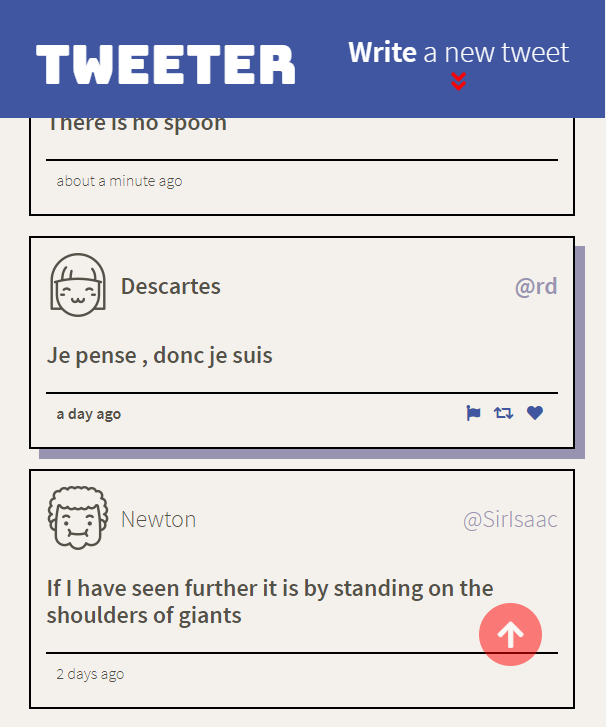 TWEETER
Write a new tweet
There is no spoon
about a minute ago
Descartes
@rd
Je pense , donc je suis
a day ago
Newton
@SirIsaac
If I have seen further it is by standing on the
shoulders of giants
2 days ago